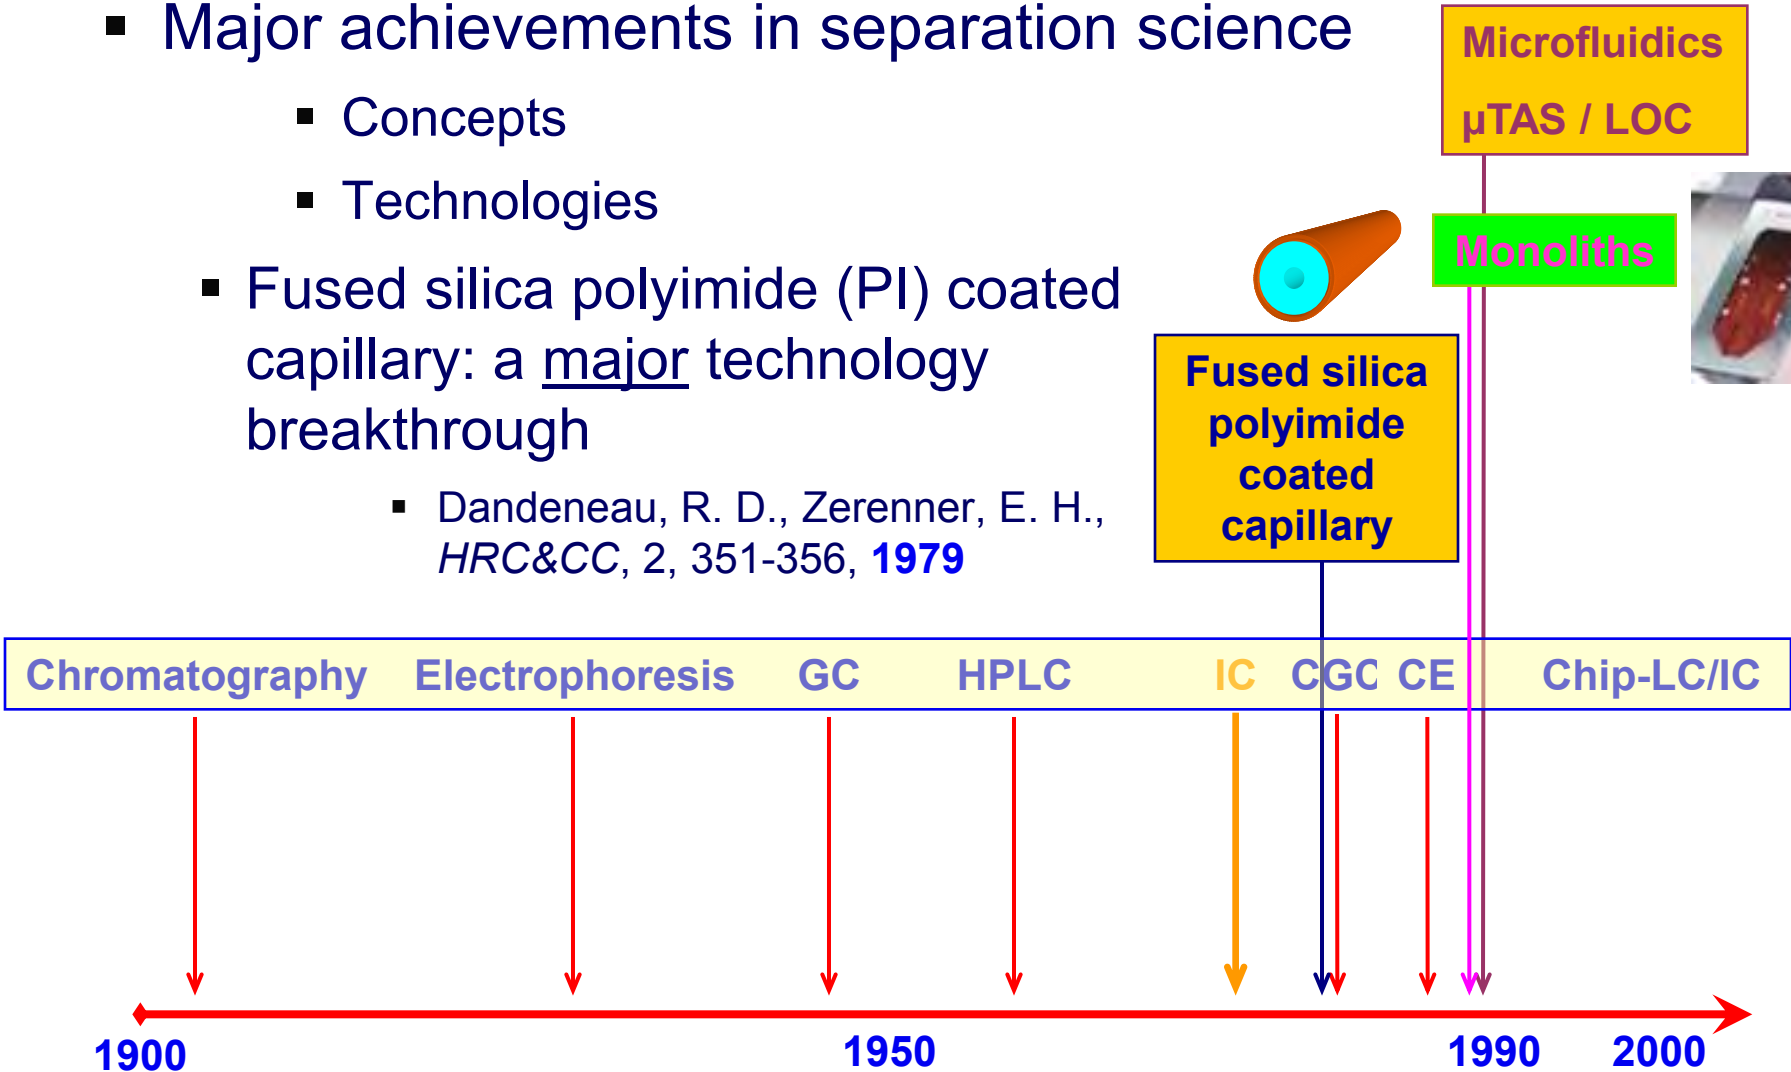 ▪ Major achievements in separation science
▪ Concepts
▪ Technologies
▪ Fused silica polyimide (PI) coated
capillary: a major technology
breakthrough
▪ Dandeneau, R. D., Zerenner, E. H.,
HRC&CC, 2, 351-356, 1979
Microfluidics
µTAS / LOC
Monoliths
Fused silica
polyimide
coated
capillary
Chromatography Electrophoresis GC HPLC IC CGC CE Chip-LC/IC
1900 1950 1990 2000